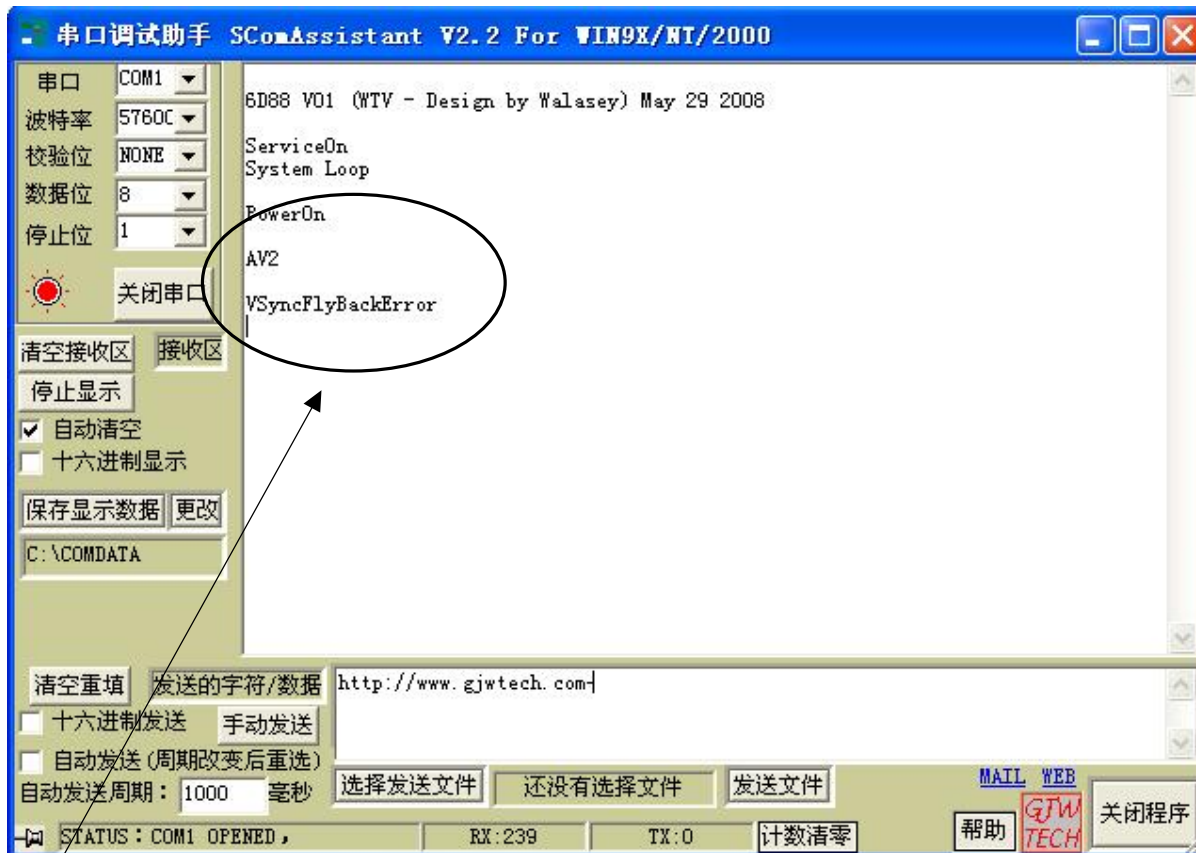 串口调试助手 SComAssistant V2.2 For WIN9X/NT/2000
串口 COM1
波特率 57600
校验位 NONE
数据位 8
停止位 1
关闭串口
6D88 V01 (WTV - Design by Walasey) May 29 2008
ServiceOn
System Loop
PowerOn
AV2
VSyncFlyBackError
清空接收区 接收区
停止显示
自动清空
十六进制显示
保存显示数据 更改
C:\COMDATA
清空重填 发送的字符/数据
http://www.gjwtech.com
十六进制发送 手动发送
自动发送(周期改变后重选)
自动发送周期： 1000 毫秒
选择发送文件 还没有选择文件 发送文件
MAIL WEB
STATUS：COM1 OPENED， RX:239 TX:0 计数清零
帮助
GJW
TECH
关闭程序